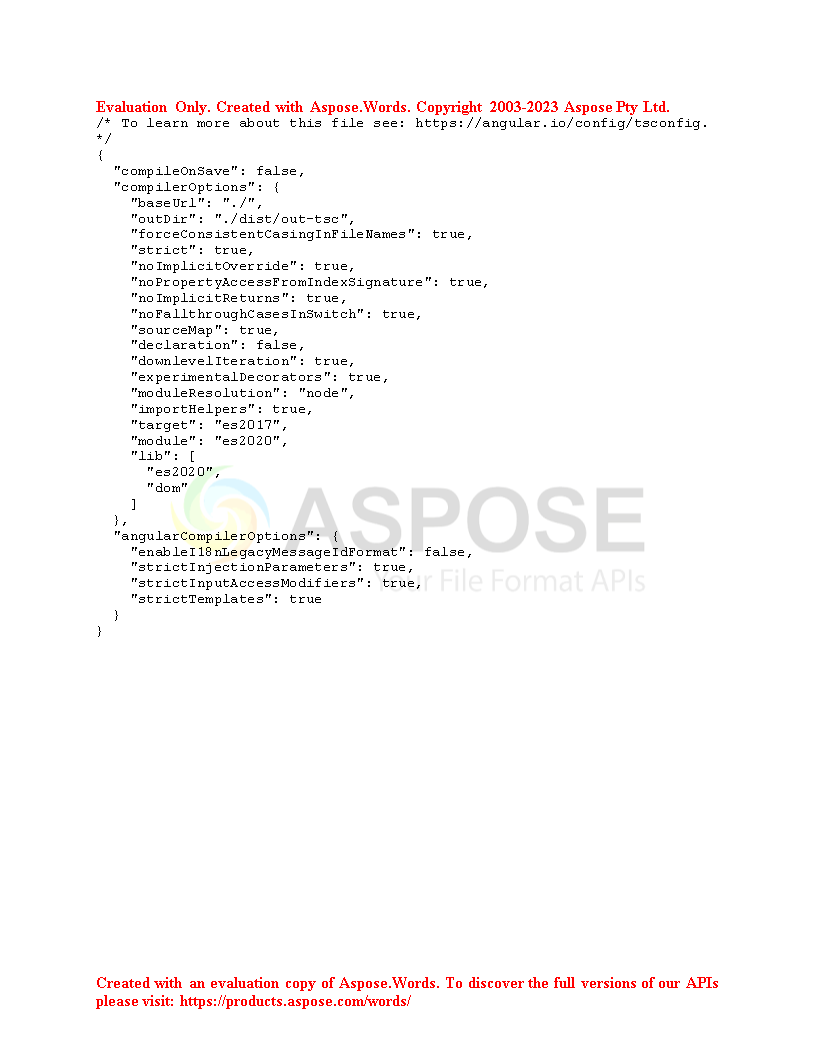 Evaluation Only. Created with Aspose.Words. Copyright 2003-2023 Aspose Pty Ltd.
/* To learn more about this file see: https://angular.io/config/tsconfig.
*/
{
  "compileOnSave": false,
  "compilerOptions": {
    "baseUrl": "./",
    "outDir": "./dist/out-tsc",
    "forceConsistentCasingInFileNames": true,
    "strict": true,
    "noImplicitOverride": true,
    "noPropertyAccessFromIndexSignature": true,
    "noImplicitReturns": true,
    "noFallthroughCasesInSwitch": true,
    "sourceMap": true,
    "declaration": false,
    "downlevelIteration": true,
    "experimentalDecorators": true,
    "moduleResolution": "node",
    "importHelpers": true,
    "target": "es2017",
    "module": "es2020",
    "lib": [
      "es2020",
      "dom"
    ]
  },
  "angularCompilerOptions": {
    "enableI18nLegacyMessageIdFormat": false,
    "strictInjectionParameters": true,
    "strictInputAccessModifiers": true,
    "strictTemplates": true
  }
}
ASPOSE
Your File Format APIs
Created with an evaluation copy of Aspose.Words. To discover the full versions of our APIs
please visit: https://products.aspose.com/words/